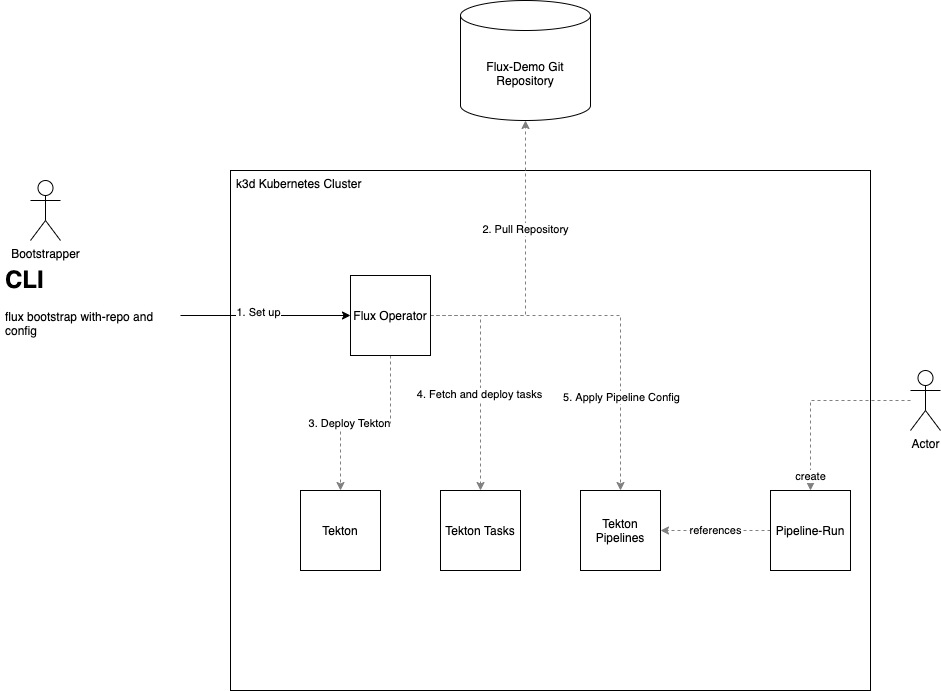 Flux-Demo Git
Repository
k3d Kubernetes Cluster
Bootstrapper
CLI
flux bootstrap with-repo and
config
2. Pull Repository
1. Set up
Flux Operator
3. Deploy Tekton
4. Fetch and deploy tasks
5. Apply Pipeline Config
Actor
create
Tekton
Tekton Tasks
Tekton
Pipelines
references
Pipeline-Run